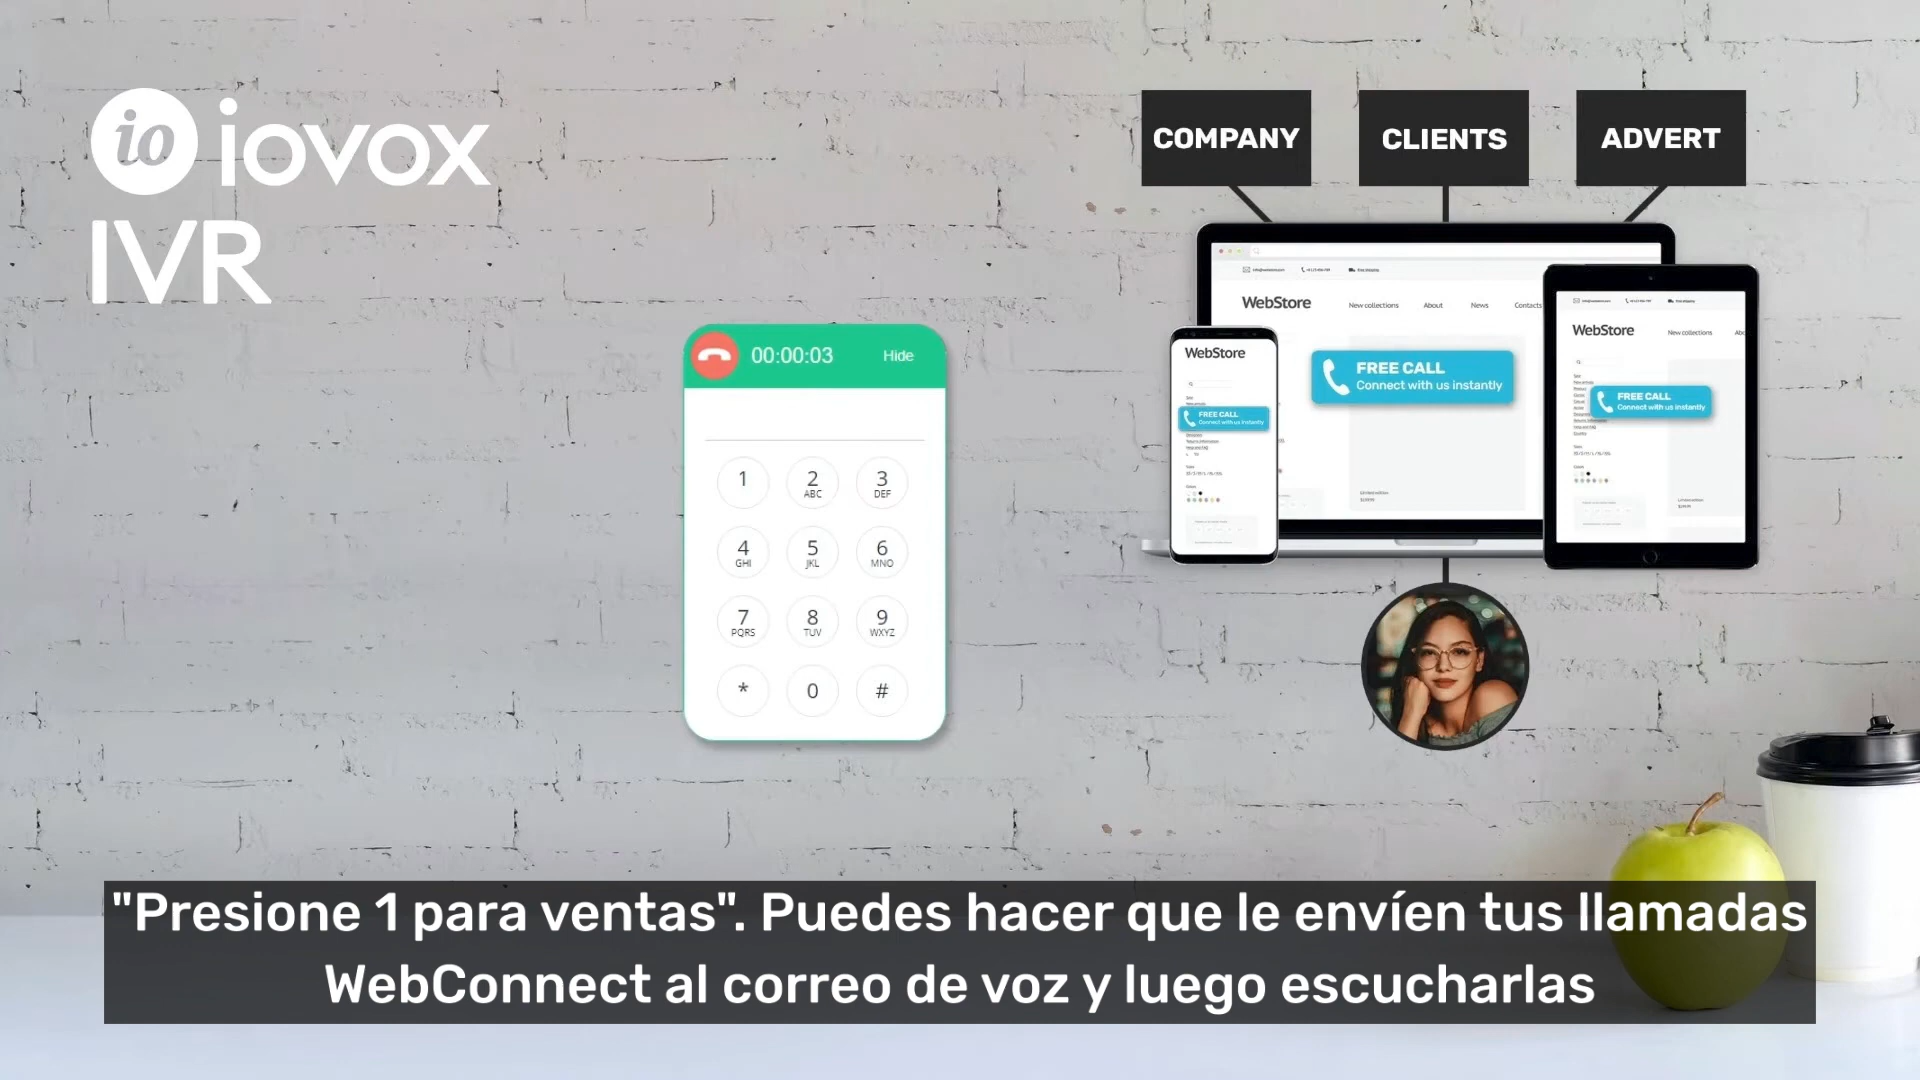 io iovox
IVR
COMPANY
CLIENTS
ADVERT
00:00:03
Hide
1
2
ABC
3
DEF
4
GHI
5
JKL
6
MNO
7
PQRS
8
TUV
9
WXYZ
*
0
#
WebStore
New collections
About
News
Contacts
FREE CALL
Connect with us instantly
WebStore
FREE CALL
Connect with us instantly
WebStore
New collections
FREE CALL
Connect with us instantly
"Presione 1 para ventas". Puedes hacer que le envíen tus llamadas
WebConnect al correo de voz y luego escucharlas